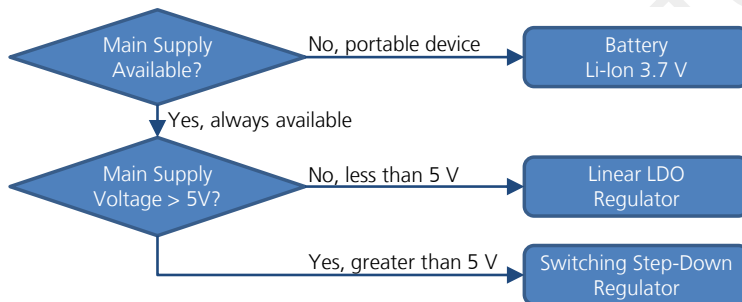 Main Supply
Available?
No, portable device
Battery
Li-Ion 3.7 V
Yes, always available
Main Supply
Voltage > 5V?
No, less than 5 V
Linear LDO
Regulator
Yes, greater than 5 V
Switching Step-Down
Regulator